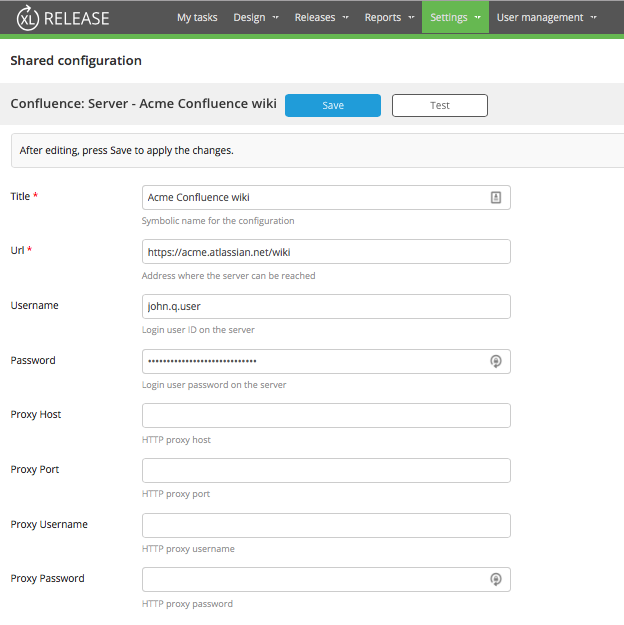 XL RELEASE My tasks Design Releases Reports Settings User management
Shared configuration
Confluence: Server - Acme Confluence wiki Save Test
After editing, press Save to apply the changes.
Title * Acme Confluence wiki
Symbolic name for the configuration
Url * https://acme.atlassian.net/wiki
Address where the server can be reached
Username john.q.user
Login user ID on the server
Password ••••••••••••••••••••••••••••
Login user password on the server
Proxy Host
HTTP proxy host
Proxy Port
HTTP proxy port
Proxy Username
HTTP proxy username
Proxy Password
HTTP proxy password